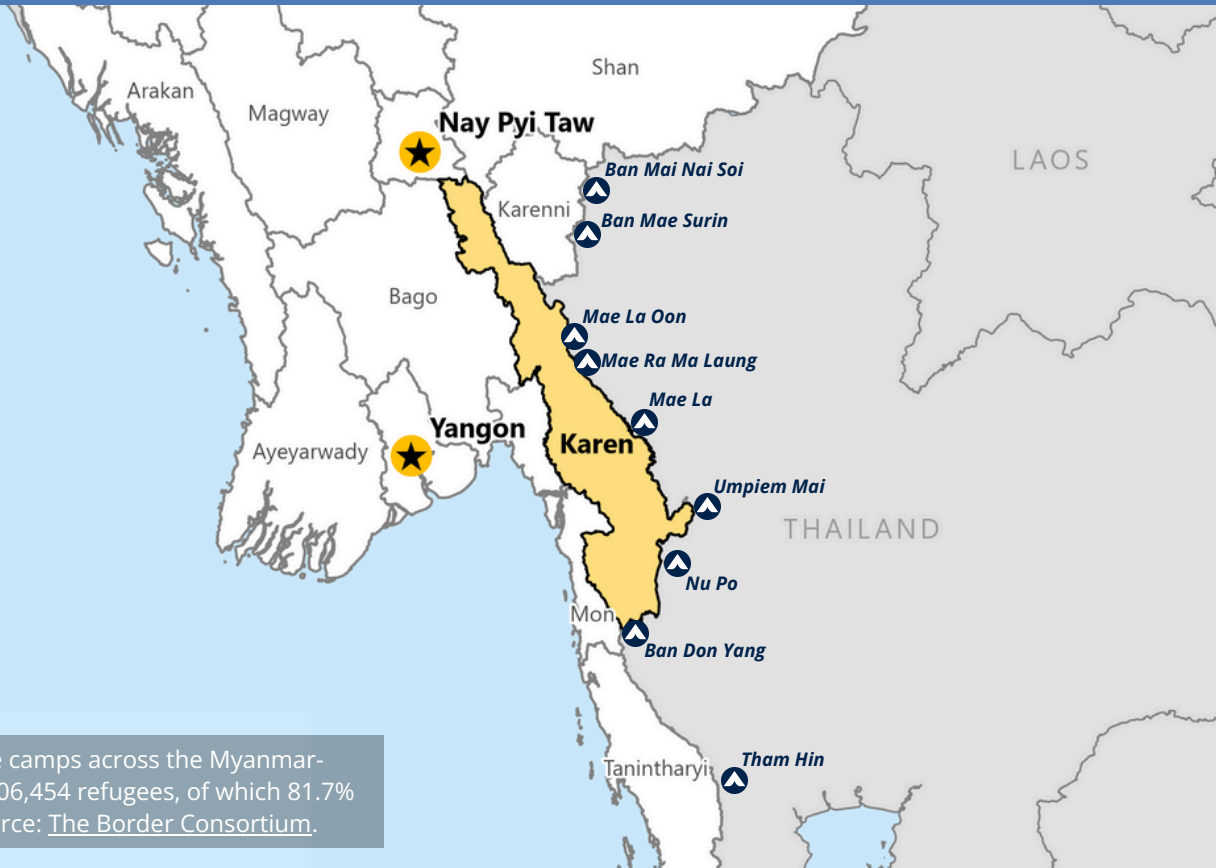 Shan
Arakan
Magway
Nay Pyi Taw
LAOS
Ban Mai Nai Soi
Karenni
Ban Mae Surin
Bago
Mae La Oon
Mae Ra Ma Laung
Mae La
Yangon
Karen
Ayeyarwady
Umpiem Mai
THAILAND
Nu Po
Mon
Ban Don Yang
Tanintharyi
Tham Hin
camps across the Myanmar-
06,454 refugees, of which 81.7%
rce: The Border Consortium.